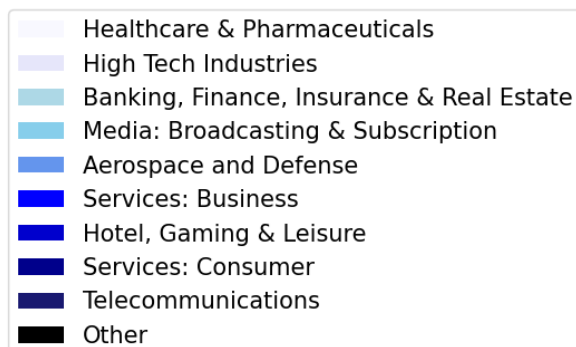 Healthcare & Pharmaceuticals
High Tech Industries
Banking, Finance, Insurance & Real Estate
Media: Broadcasting & Subscription
Aerospace and Defense
Services: Business
Hotel, Gaming & Leisure
Services: Consumer
Telecommunications
Other